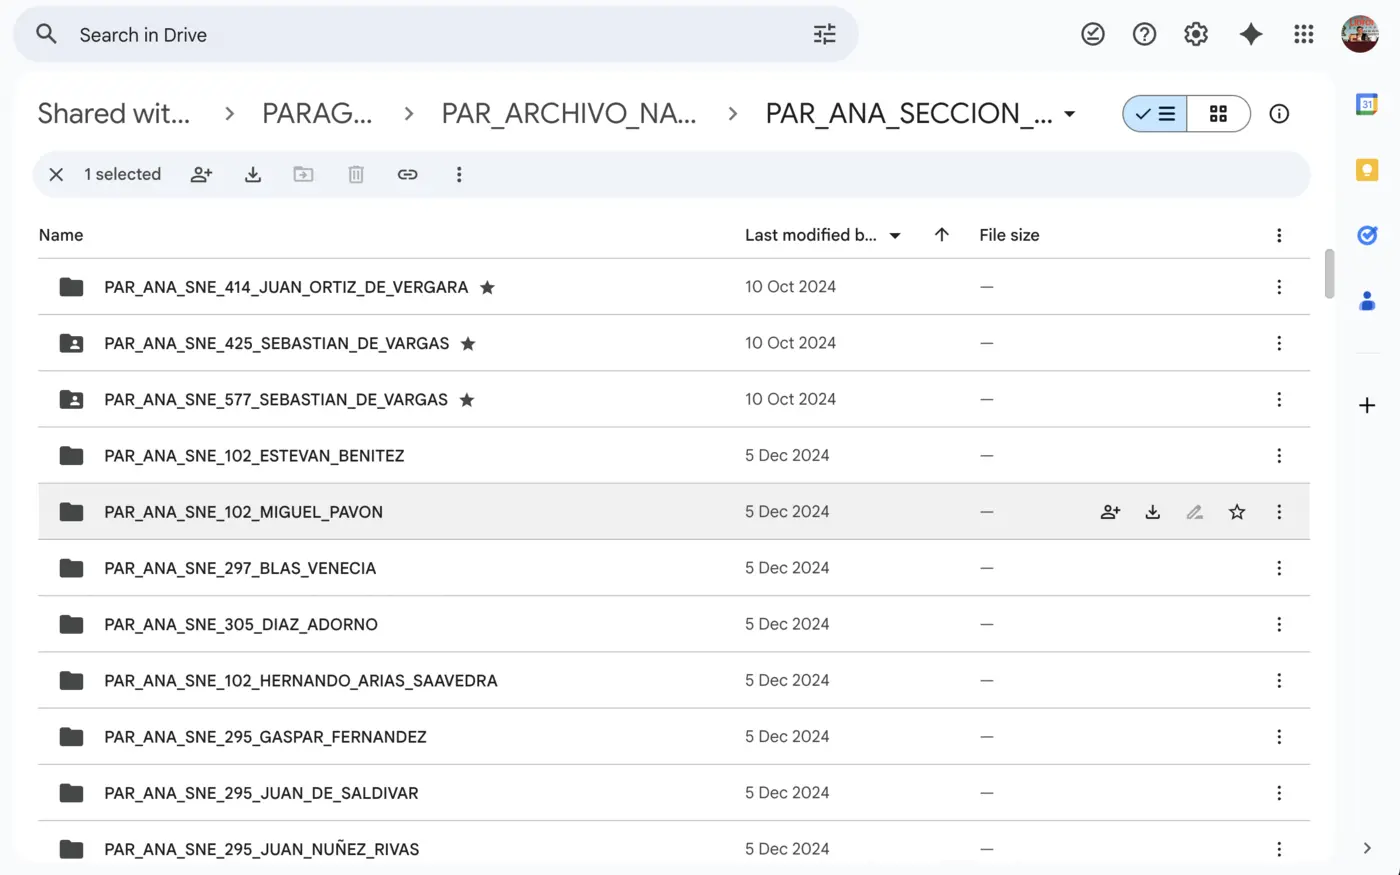 Search in Drive
Shared wit... > PARAG... > PAR_ARCHIVO_NA... > PAR_ANA_SECCION_...
1 selected
Name Last modified b... File size
PAR_ANA_SNE_414_JUAN_ORTIZ_DE_VERGARA 10 Oct 2024 —
PAR_ANA_SNE_425_SEBASTIAN_DE_VARGAS 10 Oct 2024 —
PAR_ANA_SNE_577_SEBASTIAN_DE_VARGAS 10 Oct 2024 —
PAR_ANA_SNE_102_ESTEVAN_BENITEZ 5 Dec 2024 —
PAR_ANA_SNE_102_MIGUEL_PAVON 5 Dec 2024 —
PAR_ANA_SNE_297_BLAS_VENECIA 5 Dec 2024 —
PAR_ANA_SNE_305_DIAZ_ADORNO 5 Dec 2024 —
PAR_ANA_SNE_102_HERNANDO_ARIAS_SAAVEDRA 5 Dec 2024 —
PAR_ANA_SNE_295_GASPAR_FERNANDEZ 5 Dec 2024 —
PAR_ANA_SNE_295_JUAN_DE_SALDIVAR 5 Dec 2024 —
PAR_ANA_SNE_295_JUAN_NUÑEZ_RIVAS 5 Dec 2024 —
31